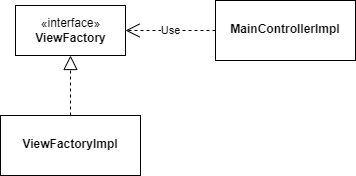 «interface»
ViewFactory
Use
MainControllerImpl
ViewFactoryImpl